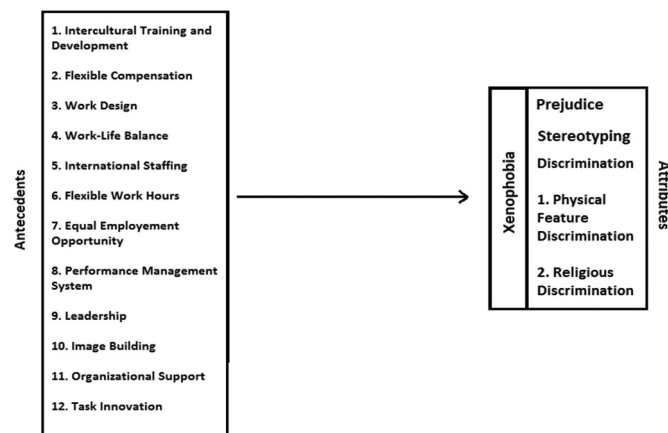 Antecedents
1. Intercultural Training and
Development
2. Flexible Compensation
3. Work Design
4. Work-Life Balance
5. International Staffing
6. Flexible Work Hours
7. Equal Employement
Opportunity
8. Performance Management
System
9. Leadership
10. Image Building
11. Organizational Support
12. Task Innovation
Xenophobia
Prejudice
Stereotyping
Discrimination
1. Physical
Feature
Discrimination
2. Religious
Discrimination
Attributes